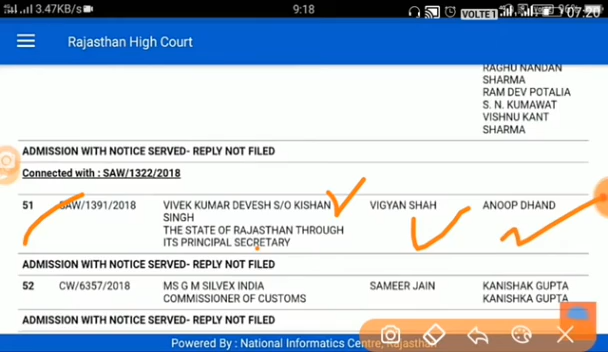 3.47KB/s 9:18 VOLTE 1 96% 07:20
Rajasthan High Court
RAGHU NANDAN
SHARMA
RAM DEV POTALIA
S. N. KUMAWAT
VISHNU KANT
SHARMA
ADMISSION WITH NOTICE SERVED- REPLY NOT FILED
Connected with : SAW/1322/2018
51 SAW/1391/2018 VIVEK KUMAR DEVESH S/O KISHAN VIGYAN SHAH ANOOP DHAND
SINGH
THE STATE OF RAJASTHAN THROUGH
ITS PRINCIPAL SECRETARY
ADMISSION WITH NOTICE SERVED- REPLY NOT FILED
52 CW/6357/2018 MS G M SILVEX INDIA SAMEER JAIN KANISHAK GUPTA
COMMISSIONER OF CUSTOMS KANISHKA GUPTA
ADMISSION WITH NOTICE SERVED- REPLY NOT FILED
Powered By : National Informatics Centre, Rajasthan